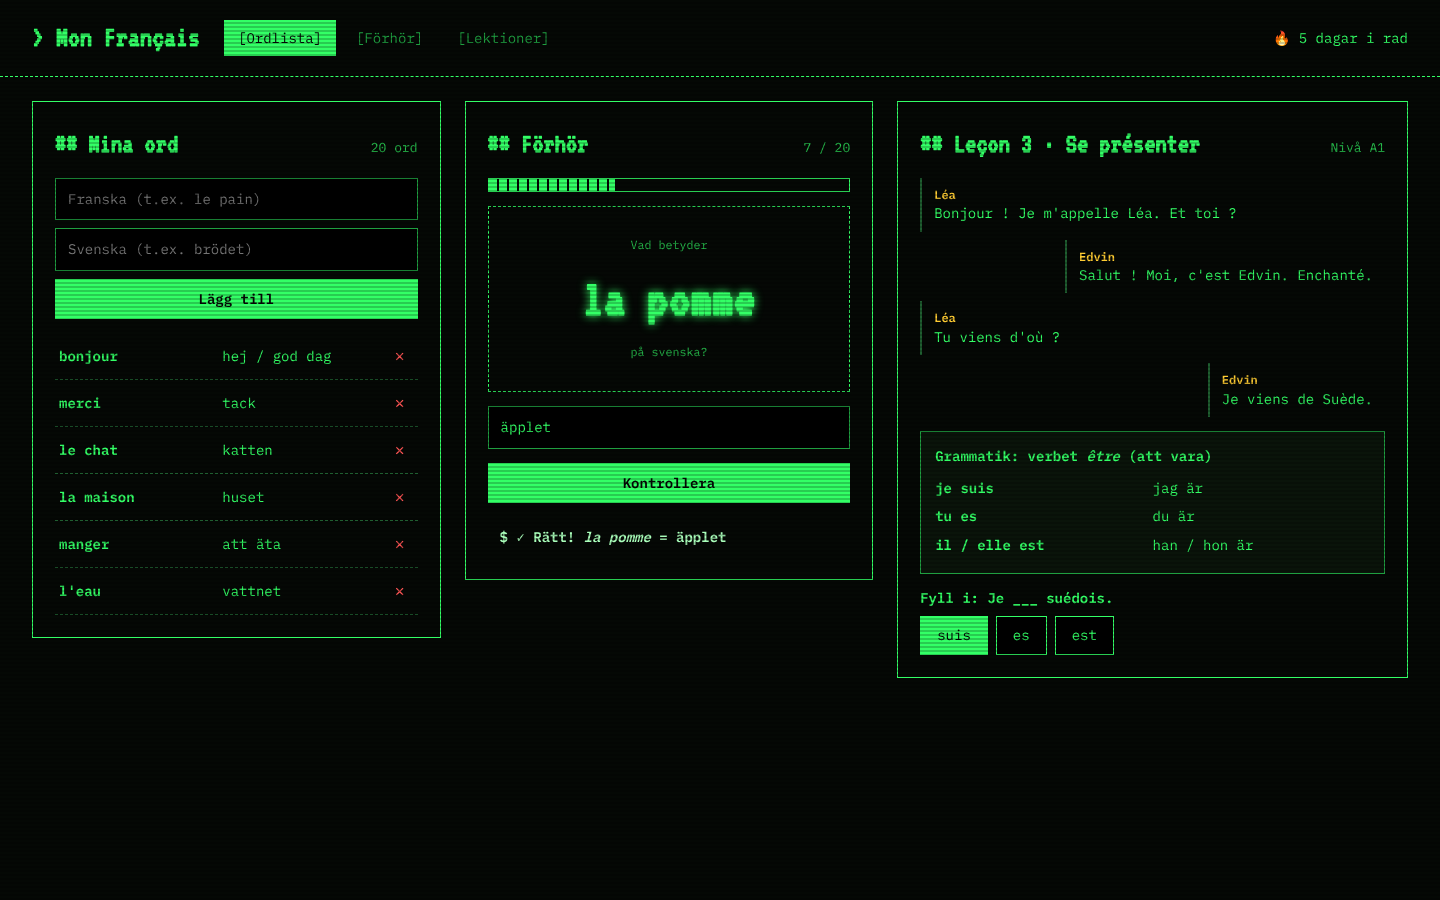 ❯ Mon Français [Ordlista] [Förhör] [Lektioner] 🔥 5 dagar i rad
## Mina ord 20 ord
Franska (t.ex. le pain)
Svenska (t.ex. brödet)
Lägg till
bonjour hej / god dag ×
merci tack ×
le chat katten ×
la maison huset ×
manger att äta ×
l'eau vattnet ×
## Förhör 7 / 20
Vad betyder
la pomme
på svenska?
äpplet
Kontrollera
$ ✓ Rätt! la pomme = äpplet
## Leçon 3 · Se présenter Nivå A1
Léa
Bonjour ! Je m'appelle Léa. Et toi ?
Edvin
Salut ! Moi, c'est Edvin. Enchanté.
Léa
Tu viens d'où ?
Edvin
Je viens de Suède.
Grammatik: verbet être (att vara)
je suis jag är
tu es du är
il / elle est han / hon är
Fyll i: Je ___ suédois.
suis es est